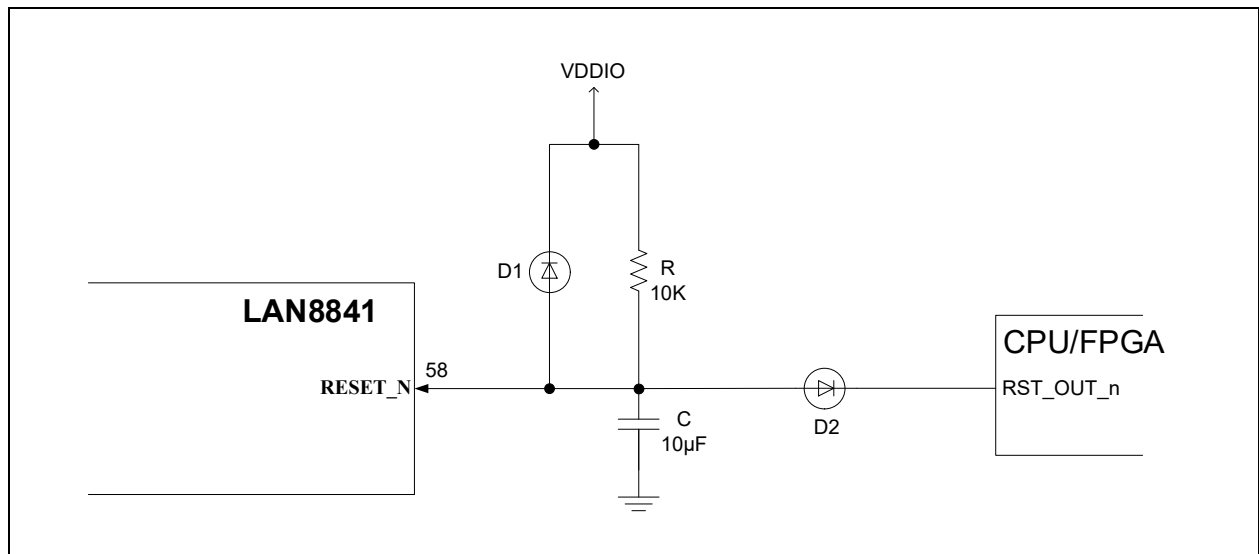 VDDIO
D1
R
10K
LAN8841
CPU/FPGA
58
RESET_N
RST_OUT_n
C
10µF
D2